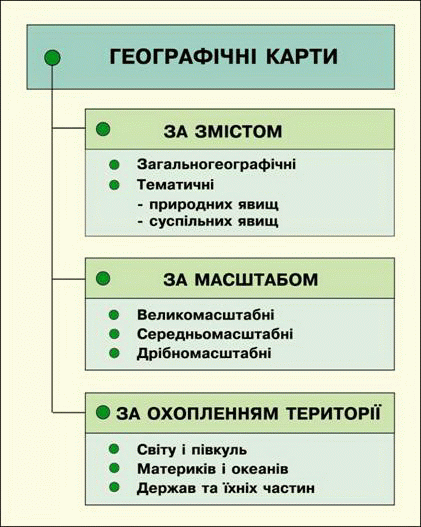 ГЕОГРАФІЧНІ КАРТИ
ЗА ЗМІСТОМ
Загальногеографічні
Тематичні
- природних явищ
- суспільних явищ
ЗА МАСШТАБОМ
Великомасштабні
Середньомасштабні
Дрібномасштабні
ЗА ОХОПЛЕННЯМ ТЕРИТОРІЇ
Світу і півкуль
Материків і океанів
Держав та їхніх частин